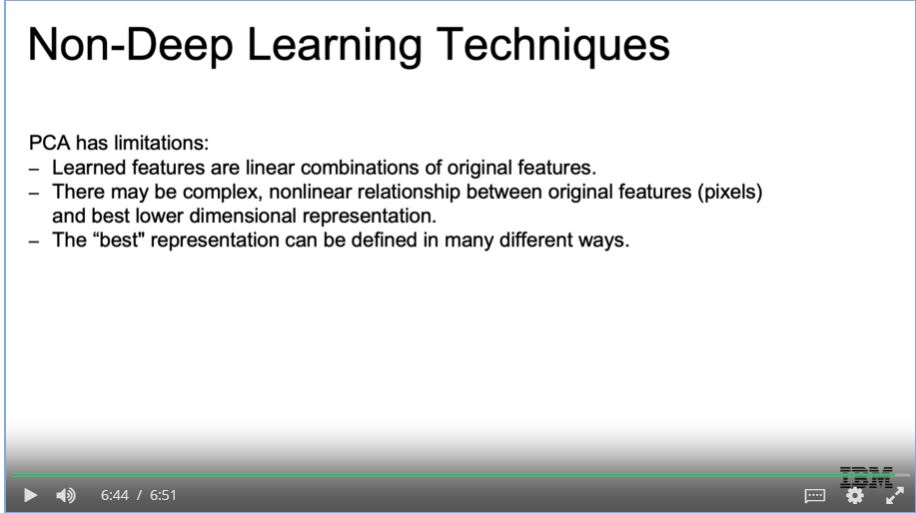 Non-Deep Learning Techniques
PCA has limitations:
– Learned features are linear combinations of original features.
– There may be complex, nonlinear relationship between original features (pixels)
and best lower dimensional representation.
– The “best" representation can be defined in many different ways.
IBM
6:44 / 6:51